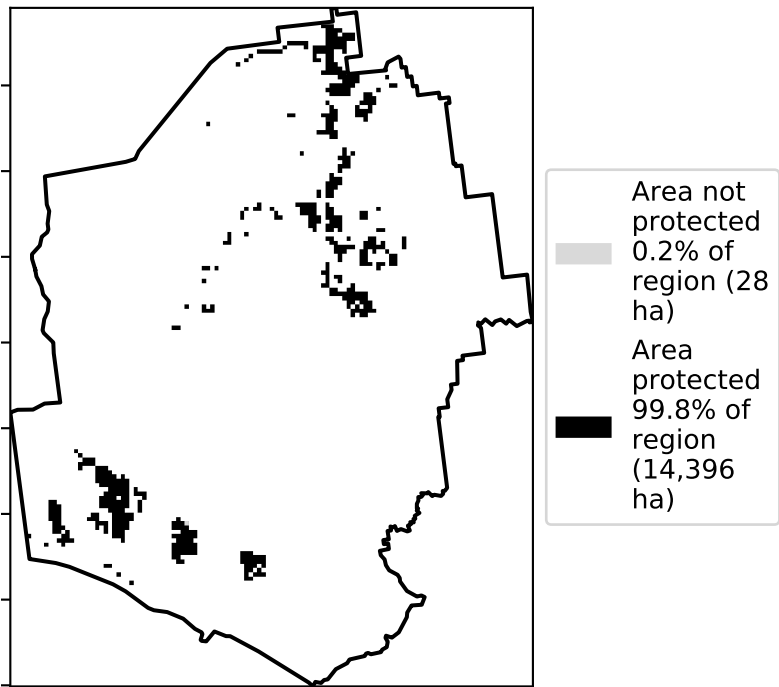 Area not
protected
0.2% of
region (28
ha)
Area
protected
99.8% of
region
(14,396
ha)